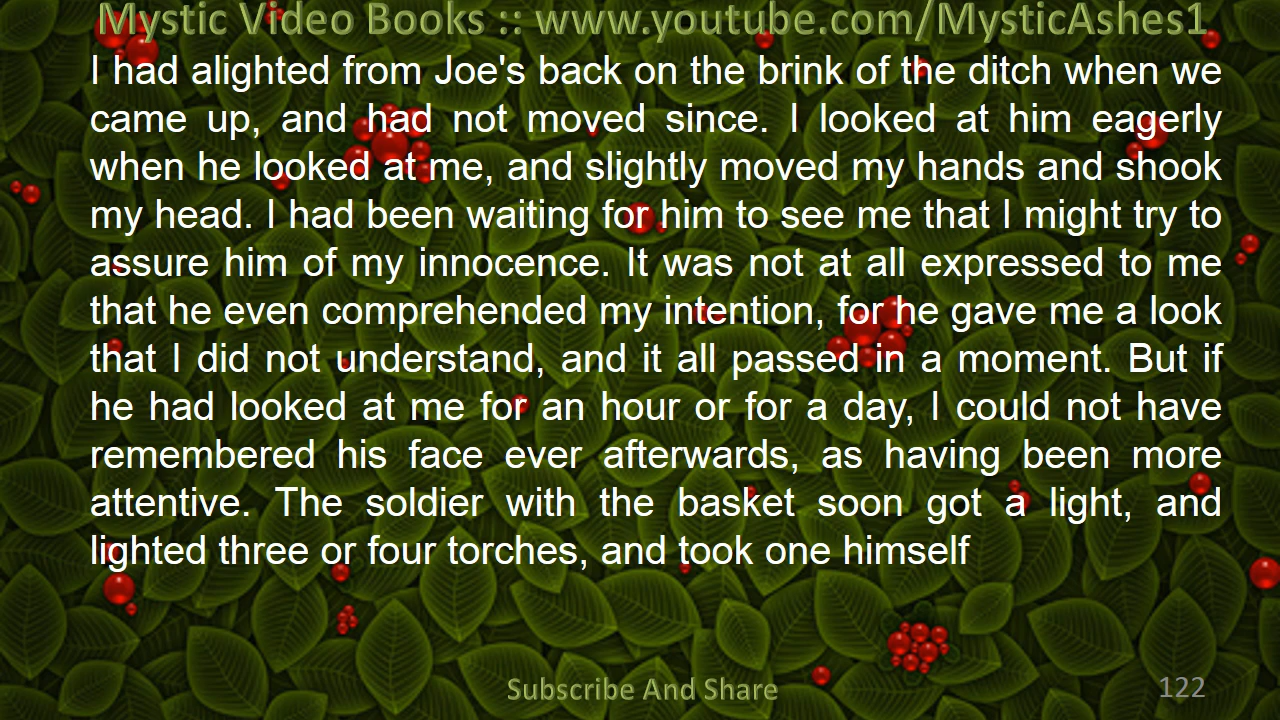 Mystic Video Books :: www.youtube.com/MysticAshes1
I had alighted from Joe's back on the brink of the ditch when we
came up, and had not moved since. I looked at him eagerly
when he looked at me, and slightly moved my hands and shook
my head. I had been waiting for him to see me that I might try to
assure him of my innocence. It was not at all expressed to me
that he even comprehended my intention, for he gave me a look
that I did not understand, and it all passed in a moment. But if
he had looked at me for an hour or for a day, I could not have
remembered his face ever afterwards, as having been more
attentive. The soldier with the basket soon got a light, and
lighted three or four torches, and took one himself
Subscribe And Share
122